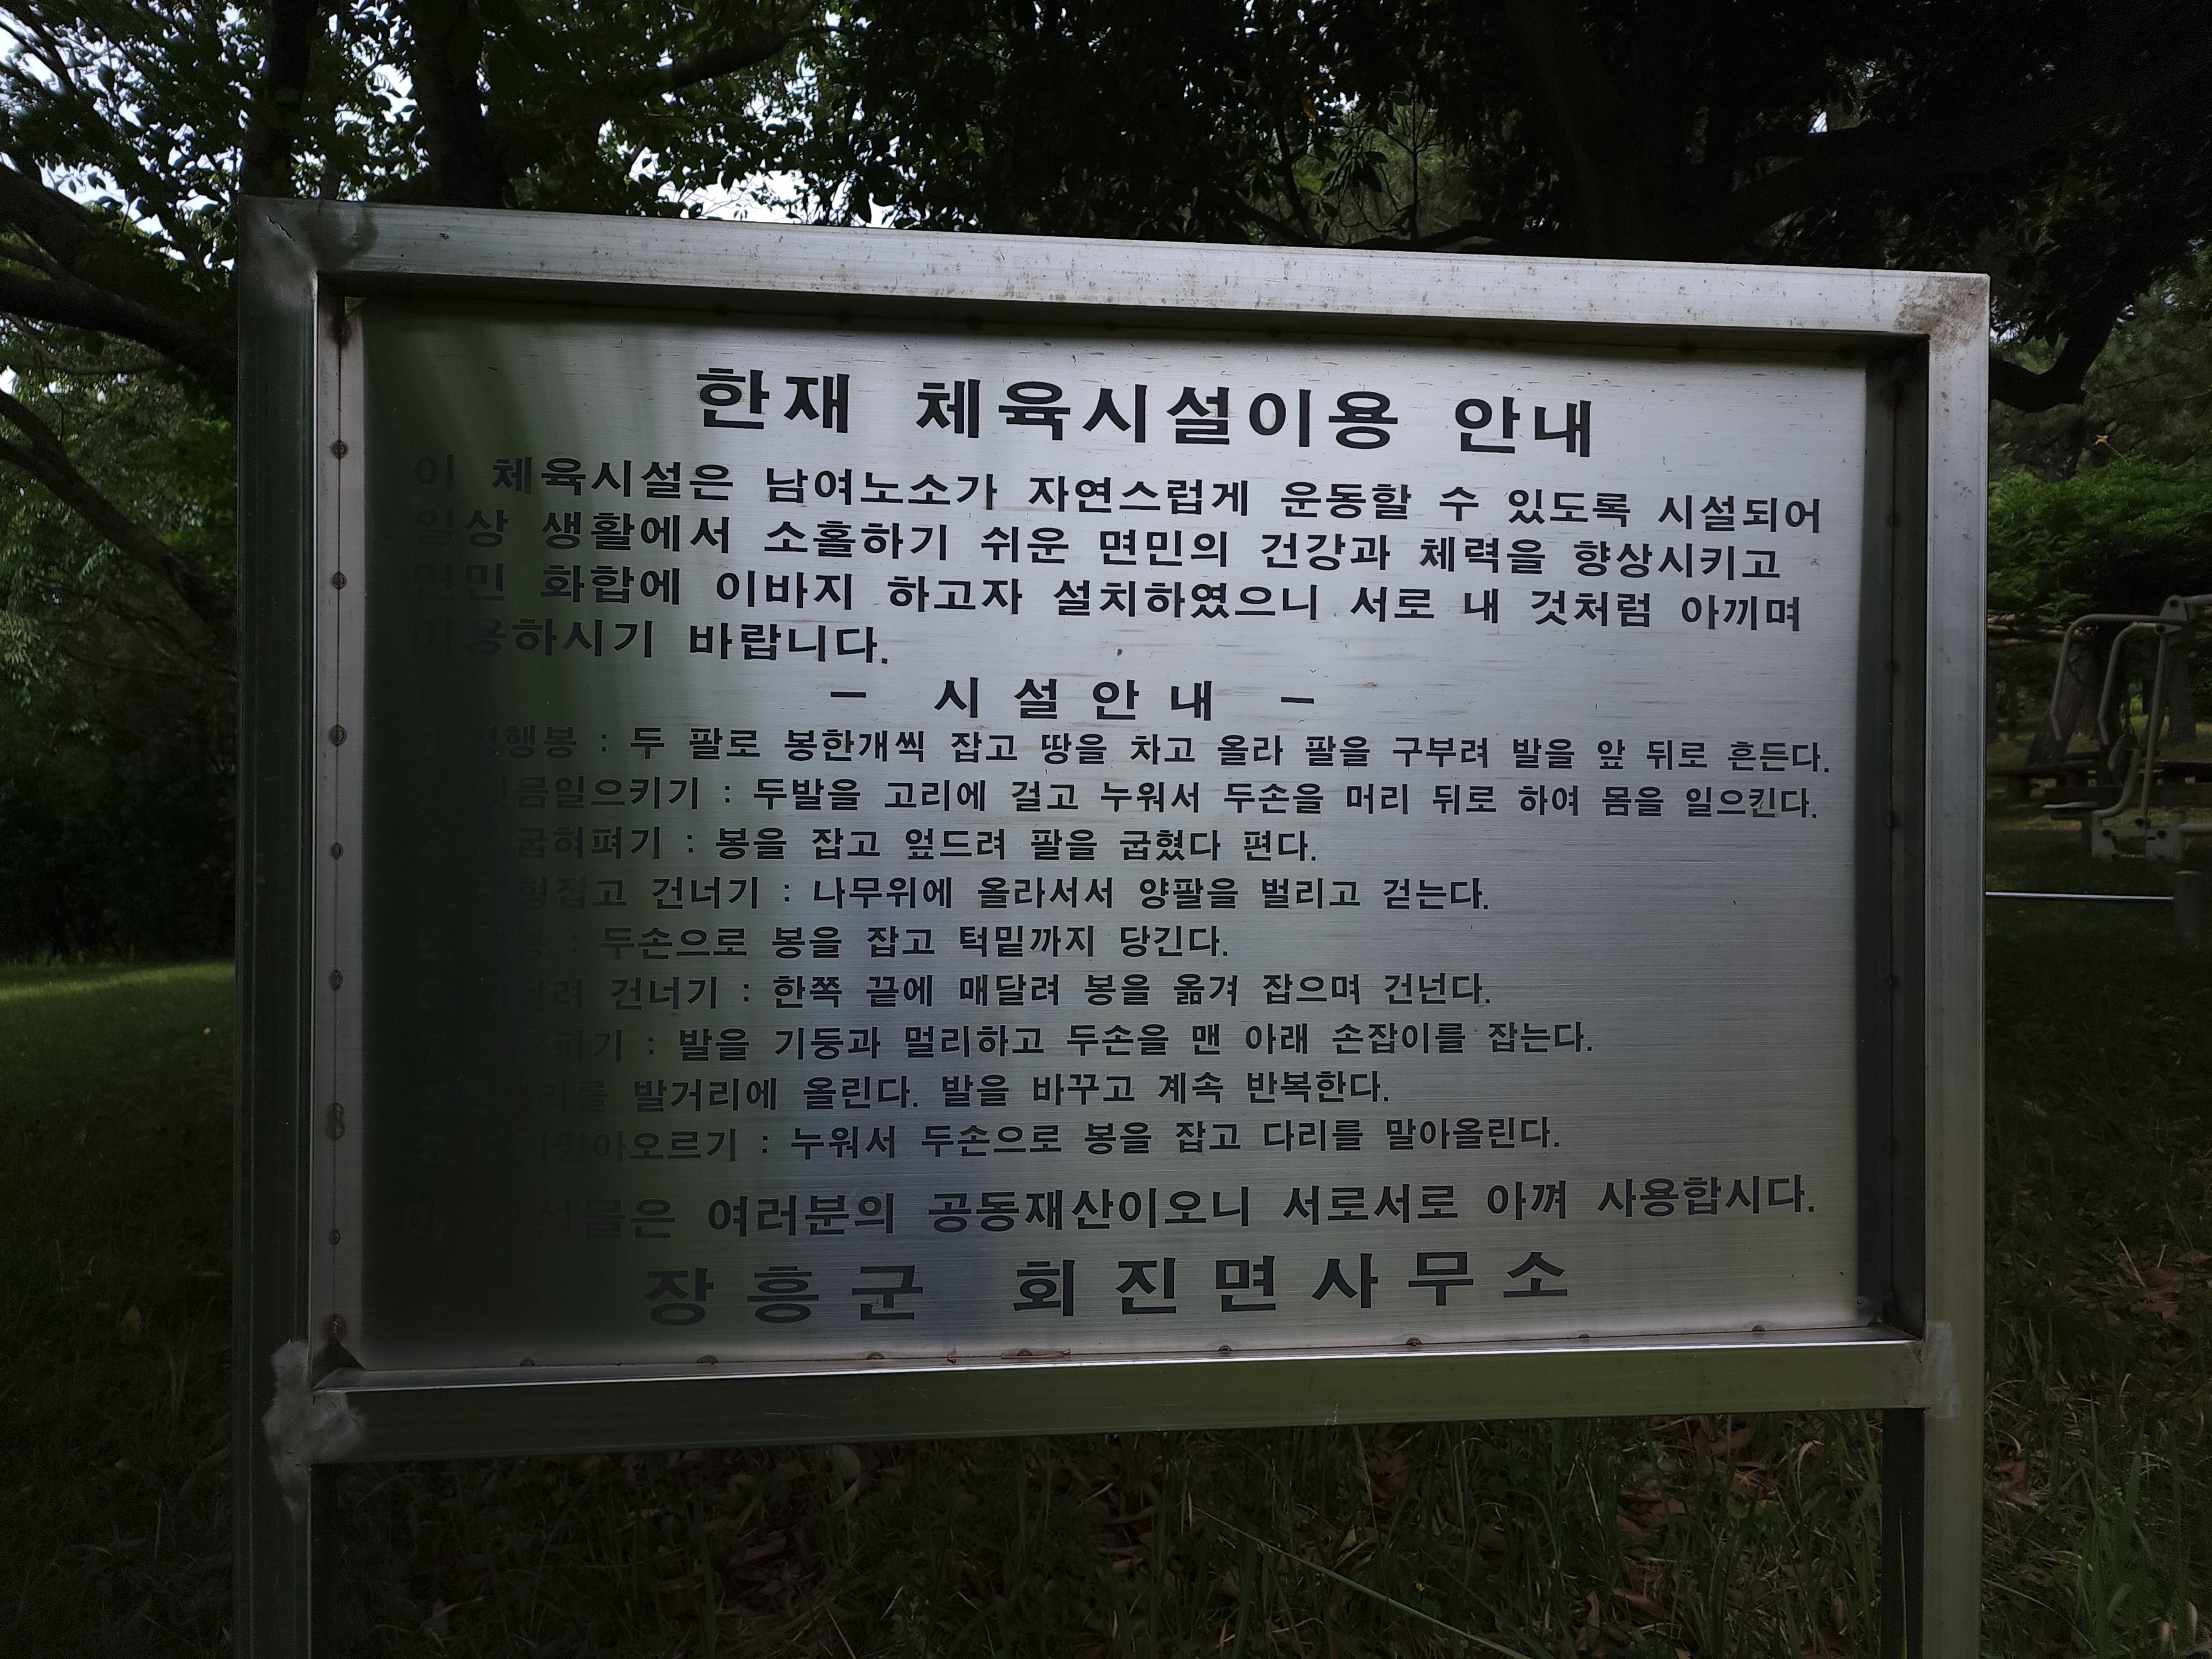 한재 체육시설이용 안내
이 체육시설은 남여노소가 자연스럽게 운동할 수 있도록 시설되어
일상 생활에서 소홀하기 쉬운 면민의 건강과 체력을 향상시키고
면민 화합에 이바지 하고자 설치하였으니 서로 내 것처럼 아끼며
이용하시기 바랍니다.
- 시설안내 -
: 두 팔로 봉한개씩 잡고 땅을 차고 올라 팔을 구부려 발을 앞 뒤로 흔든다.
윗몸일으키기 : 두발을 고리에 걸고 누워서 두손을 머리 뒤로 하여 몸을 일으킨다.
굽혀펴기 : 봉을 잡고 엎드려 팔을 굽혔다 편다.
건너기 : 나무위에 올라서서 양팔을 벌리고 걷는다.
: 두손으로 봉을 잡고 턱밑까지 당긴다.
건너기 : 한쪽 끝에 매달려 봉을 옮겨 잡으며 건넌다.
: 발을 기둥과 멀리하고 두손을 맨 아래 손잡이를 잡는다.
발거리에 올린다. 발을 바꾸고 계속 반복한다.
: 누워서 두손으로 봉을 잡고 다리를 말아올린다.
여러분의 공동재산이오니 서로서로 아껴 사용합시다.
장흥군 회진면사무소